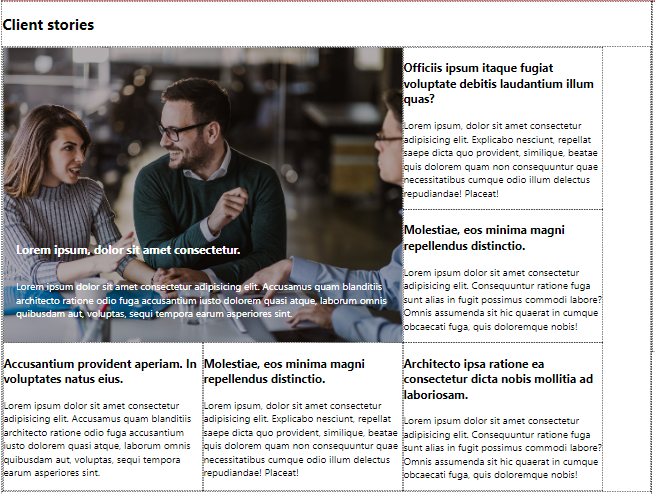 Client stories
Lorem ipsum, dolor sit amet consectetur.
Lorem ipsum dolor sit amet consectetur adipisicing elit. Accusamus quam blanditiis
architecto ratione odio fuga accusantium iusto dolorem quasi atque, laborum omnis
quibusdam aut, voluptas, sequi tempora earum asperiores sint.
Officiis ipsum itaque fugiat
voluptate debitis laudantium illum
quas?
Lorem ipsum, dolor sit amet consectetur
adipisicing elit. Explicabo nesciunt, repellat
saepe dicta quo provident, similique, beatae
quis dolorem quam non consequuntur quae
necessitatibus cumque odio illum delectus
repudiandae! Placeat!
Molestiae, eos minima magni
repellendus distinctio.
Lorem ipsum dolor sit amet consectetur
adipisicing elit. Consequuntur ratione fuga
sunt alias in fugit possimus commodi labore?
Omnis assumenda sit hic quaerat in cumque
obcaecati fuga, quis doloremque nobis!
Accusantium provident aperiam. In
voluptates natus eius.
Lorem ipsum dolor sit amet consectetur
adipisicing elit. Accusamus quam blanditiis
architecto ratione odio fuga accusantium
iusto dolorem quasi atque, laborum omnis
quibusdam aut, voluptas, sequi tempora
earum asperiores sint.
Molestiae, eos minima magni
repellendus distinctio.
Lorem ipsum, dolor sit amet consectetur
adipisicing elit. Explicabo nesciunt, repellat
saepe dicta quo provident, similique, beatae
quis dolorem quam non consequuntur quae
necessitatibus cumque odio illum delectus
repudiandae! Placeat!
Architecto ipsa ratione ea
consectetur dicta nobis mollitia ad
laboriosam.
Lorem ipsum dolor sit amet consectetur
adipisicing elit. Consequuntur ratione fuga
sunt alias in fugit possimus commodi labore?
Omnis assumenda sit hic quaerat in cumque
obcaecati fuga, quis doloremque nobis!